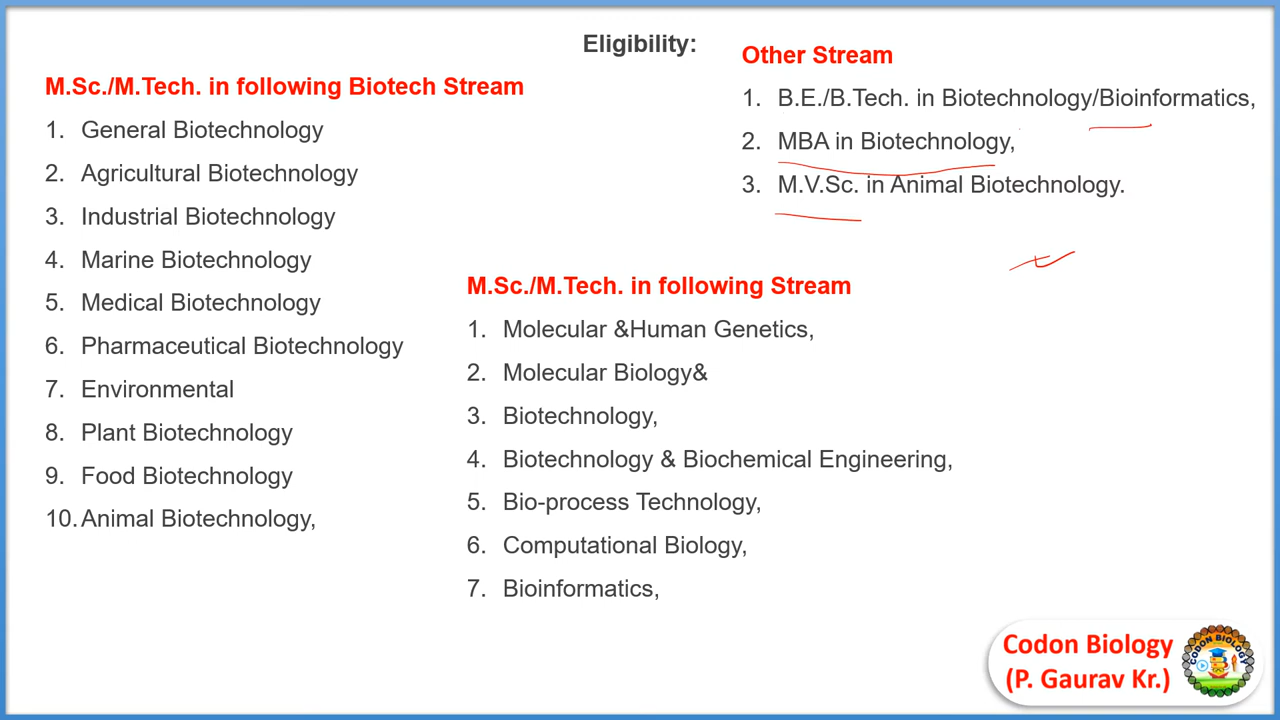 Eligibility:
M.Sc./M.Tech. in following Biotech Stream
1. General Biotechnology
2. Agricultural Biotechnology
3. Industrial Biotechnology
4. Marine Biotechnology
5. Medical Biotechnology
6. Pharmaceutical Biotechnology
7. Environmental
8. Plant Biotechnology
9. Food Biotechnology
10. Animal Biotechnology,
Other Stream
1. B.E./B.Tech. in Biotechnology/Bioinformatics,
2. MBA in Biotechnology,
3. M.V.Sc. in Animal Biotechnology.
M.Sc./M.Tech. in following Stream
1. Molecular &Human Genetics,
2. Molecular Biology&
3. Biotechnology,
4. Biotechnology & Biochemical Engineering,
5. Bio-process Technology,
6. Computational Biology,
7. Bioinformatics,
Codon Biology
(P. Gaurav Kr.)
CODON BIOLOGY